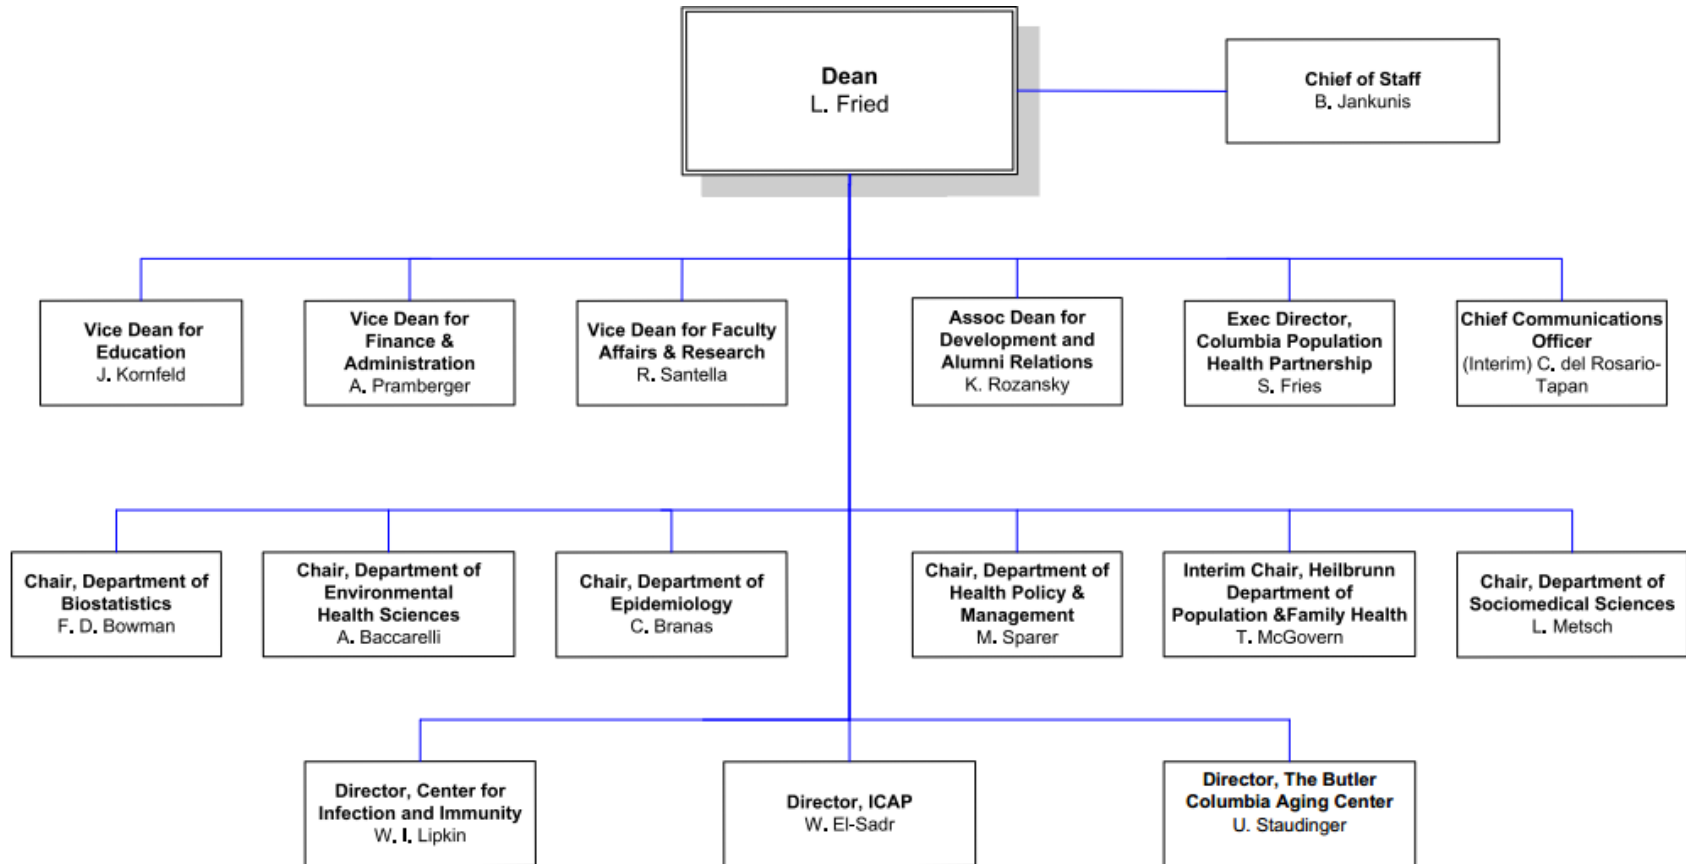 Dean
L. Fried
Chief of Staff
B. Jankunis
Vice Dean for
Education
J. Kornfeld
Vice Dean for
Finance &
Administration
A. Pramberger
Vice Dean for Faculty
Affairs & Research
R. Santella
Assoc Dean for
Development and
Alumni Relations
K. Rozansky
Exec Director,
Columbia Population
Health Partnership
S. Fries
Chief Communications
Officer
(Interim) C. del Rosario-
Tapan
Chair, Department of
Biostatistics
F. D. Bowman
Chair, Department of
Environmental
Health Sciences
A. Baccarelli
Chair, Department of
Epidemiology
C. Branas
Chair, Department of
Health Policy &
Management
M. Sparer
Interim Chair, Heilbrunn
Department of
Population &Family Health
T. McGovern
Chair, Department of
Sociomedical Sciences
L. Metsch
Director, Center for
Infection and Immunity
W. I. Lipkin
Director, ICAP
W. El-Sadr
Director, The Butler
Columbia Aging Center
U. Staudinger